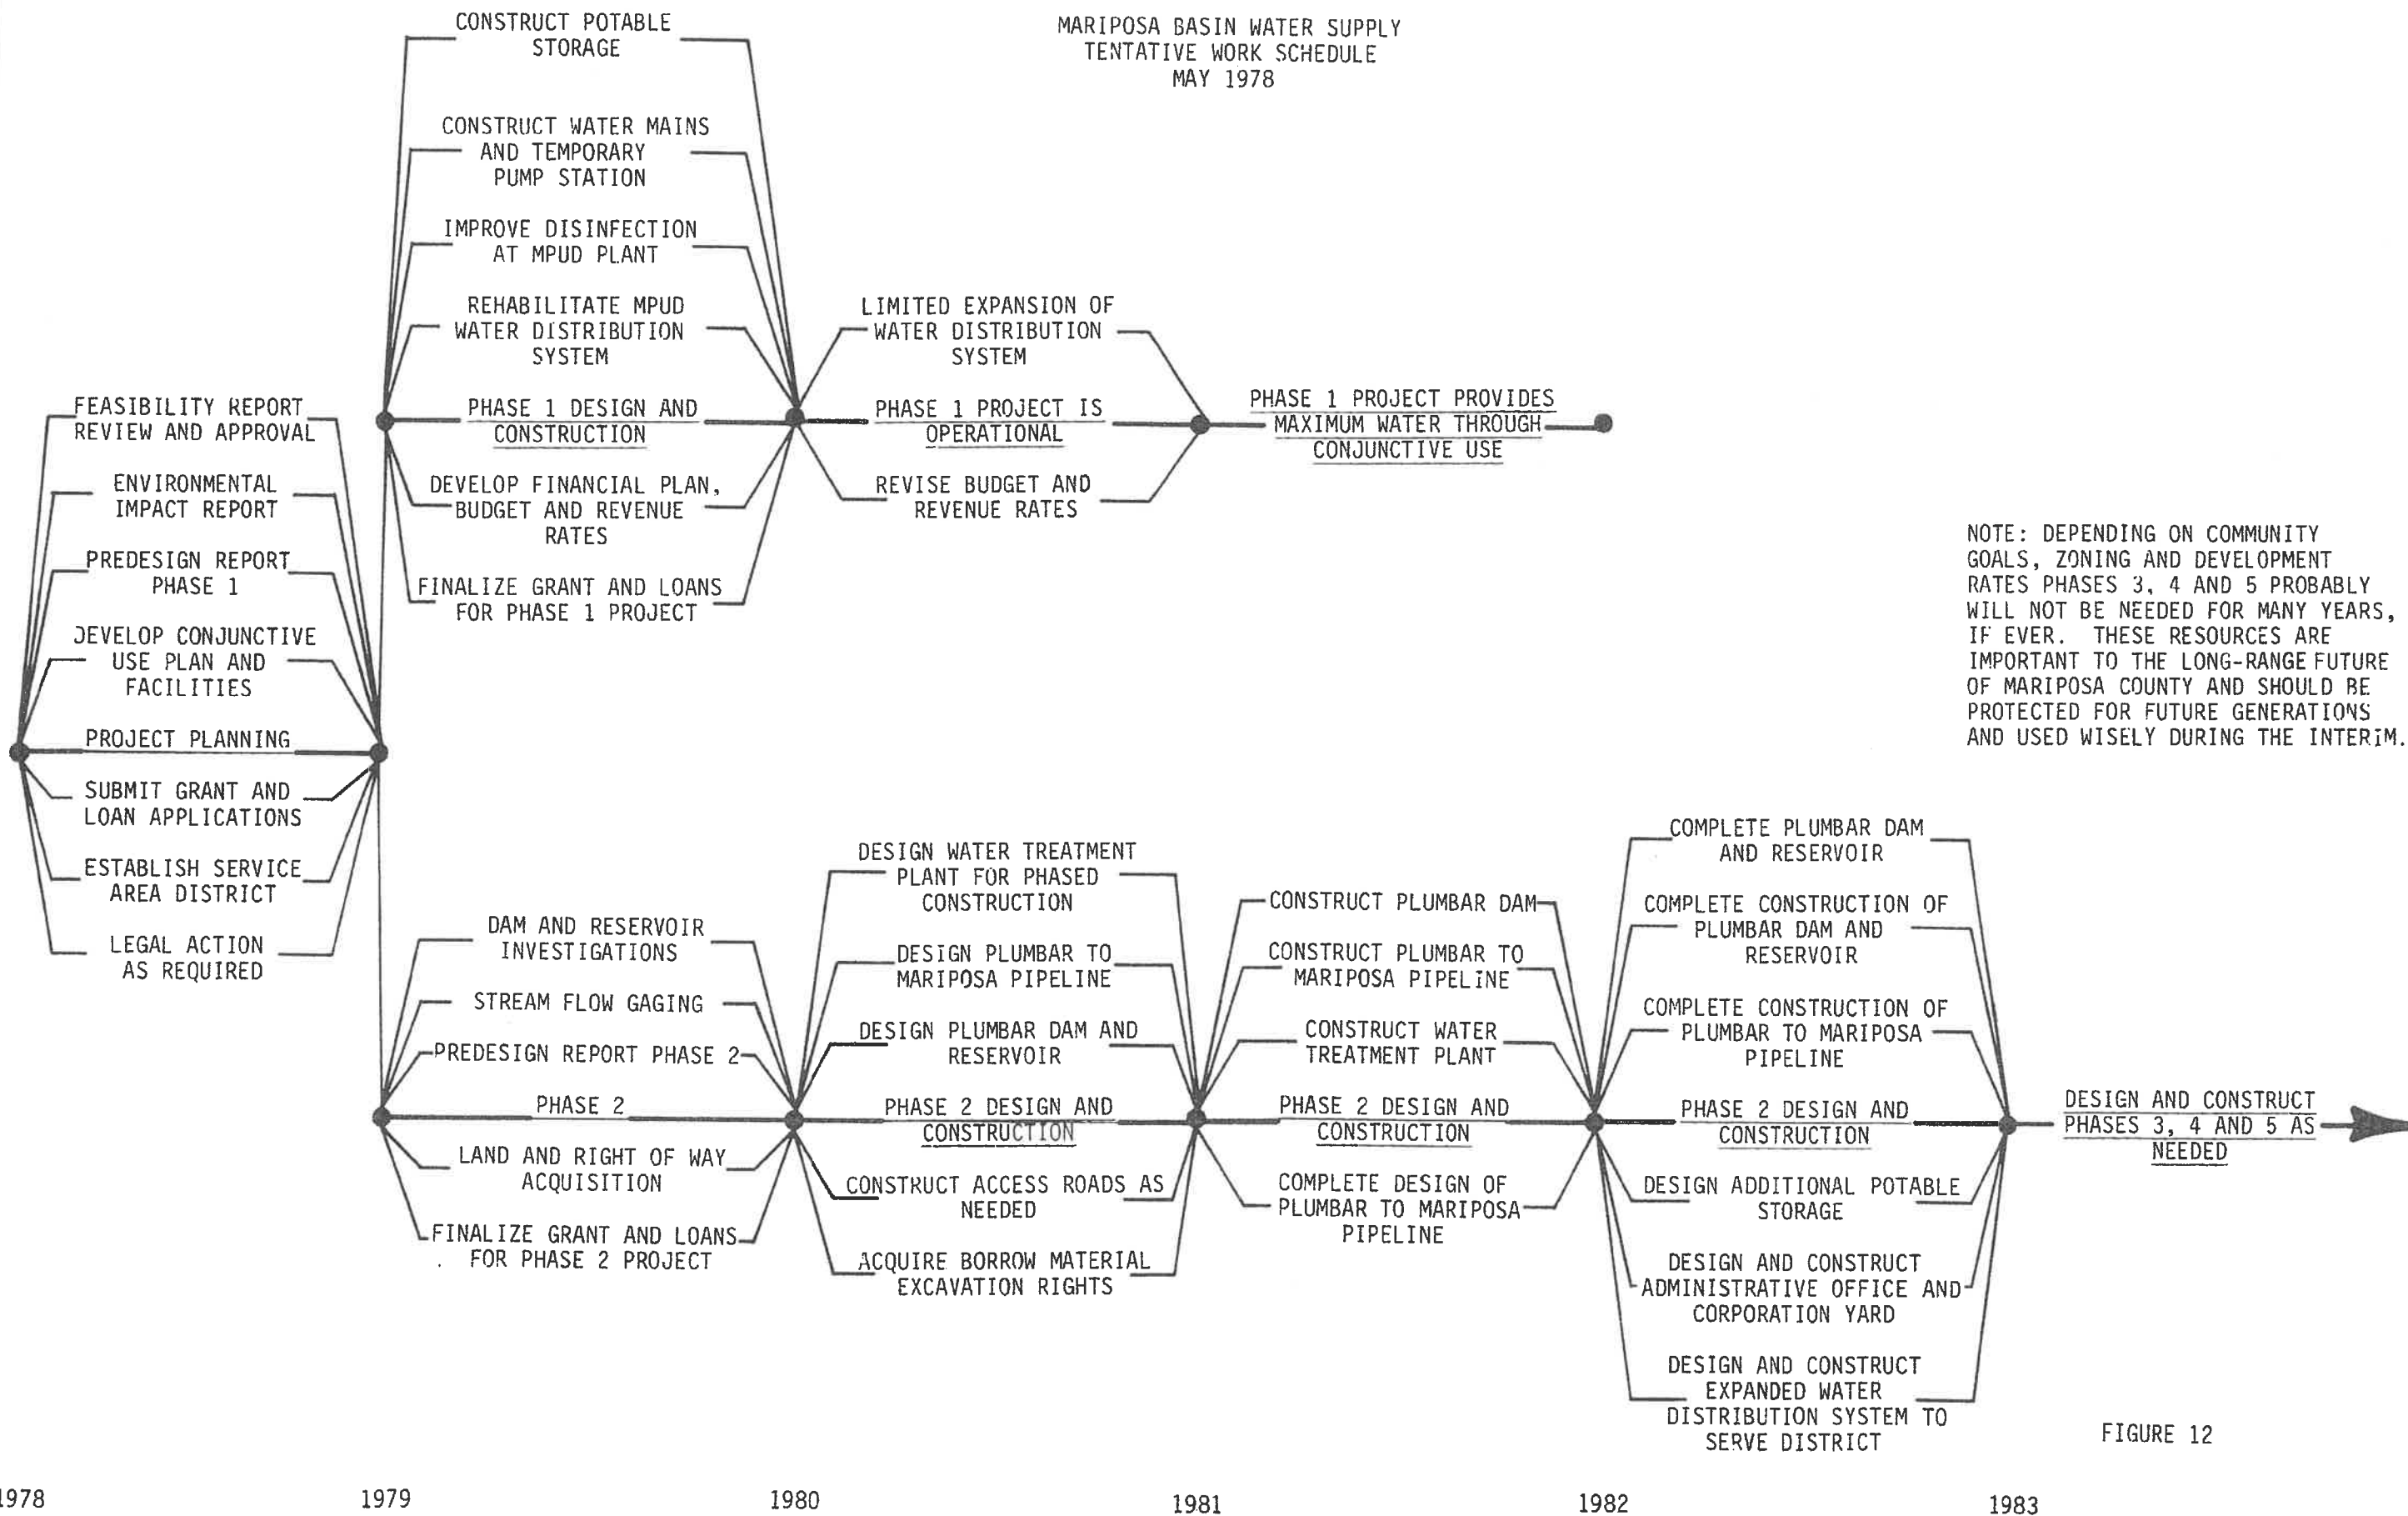 MARIPOSA BASIN WATER SUPPLY
TENTATIVE WORK SCHEDULE
MAY 1978
CONSTRUCT POTABLE
STORAGE
CONSTRUCT WATER MAINS
AND TEMPORARY
PUMP STATION
IMPROVE DISINFECTION
AT MPUD PLANT
REHABILITATE MPUD
WATER DISTRIBUTION
SYSTEM
PHASE 1 DESIGN AND
CONSTRUCTION
DEVELOP FINANCIAL PLAN,
BUDGET AND REVENUE
RATES
FINALIZE GRANT AND LOANS
FOR PHASE 1 PROJECT
LIMITED EXPANSION OF
WATER DISTRIBUTION
SYSTEM
PHASE 1 PROJECT IS
OPERATIONAL
REVISE BUDGET AND
REVENUE RATES
PHASE 1 PROJECT PROVIDES
MAXIMUM WATER THROUGH
CONJUNCTIVE USE
FEASIBILITY REPORT
REVIEW AND APPROVAL
ENVIRONMENTAL
IMPACT REPORT
PREDESIGN REPORT
PHASE 1
DEVELOP CONJUNCTIVE
USE PLAN AND
FACILITIES
PROJECT PLANNING
SUBMIT GRANT AND
LOAN APPLICATIONS
ESTABLISH SERVICE
AREA DISTRICT
LEGAL ACTION
AS REQUIRED
NOTE: DEPENDING ON COMMUNITY
GOALS, ZONING AND DEVELOPMENT
RATES PHASES 3, 4 AND 5 PROBABLY
WILL NOT BE NEEDED FOR MANY YEARS,
IF EVER. THESE RESOURCES ARE
IMPORTANT TO THE LONG-RANGE FUTURE
OF MARIPOSA COUNTY AND SHOULD BE
PROTECTED FOR FUTURE GENERATIONS
AND USED WISELY DURING THE INTERIM.
DAM AND RESERVOIR
INVESTIGATIONS
STREAM FLOW GAGING
PREDESIGN REPORT PHASE 2
PHASE 2
LAND AND RIGHT OF WAY
ACQUISITION
FINALIZE GRANT AND LOANS
FOR PHASE 2 PROJECT
DESIGN WATER TREATMENT
PLANT FOR PHASED
CONSTRUCTION
DESIGN PLUMBAR TO
MARIPOSA PIPELINE
DESIGN PLUMBAR DAM AND
RESERVOIR
PHASE 2 DESIGN AND
CONSTRUCTION
CONSTRUCT ACCESS ROADS AS
NEEDED
ACQUIRE BORROW MATERIAL
EXCAVATION RIGHTS
CONSTRUCT PLUMBAR DAM
CONSTRUCT PLUMBAR TO
MARIPOSA PIPELINE
CONSTRUCT WATER
TREATMENT PLANT
PHASE 2 DESIGN AND
CONSTRUCTION
COMPLETE DESIGN OF
PLUMBAR TO MARIPOSA
PIPELINE
COMPLETE PLUMBAR DAM
AND RESERVOIR
COMPLETE CONSTRUCTION OF
PLUMBAR DAM AND
RESERVOIR
COMPLETE CONSTRUCTION OF
PLUMBAR TO MARIPOSA
PIPELINE
PHASE 2 DESIGN AND
CONSTRUCTION
DESIGN ADDITIONAL POTABLE
STORAGE
DESIGN AND CONSTRUCT
ADMINISTRATIVE OFFICE AND
CORPORATION YARD
DESIGN AND CONSTRUCT
EXPANDED WATER
DISTRIBUTION SYSTEM TO
SERVE DISTRICT
DESIGN AND CONSTRUCT
PHASES 3, 4 AND 5 AS
NEEDED
FIGURE 12
1978 1979 1980 1981 1982 1983